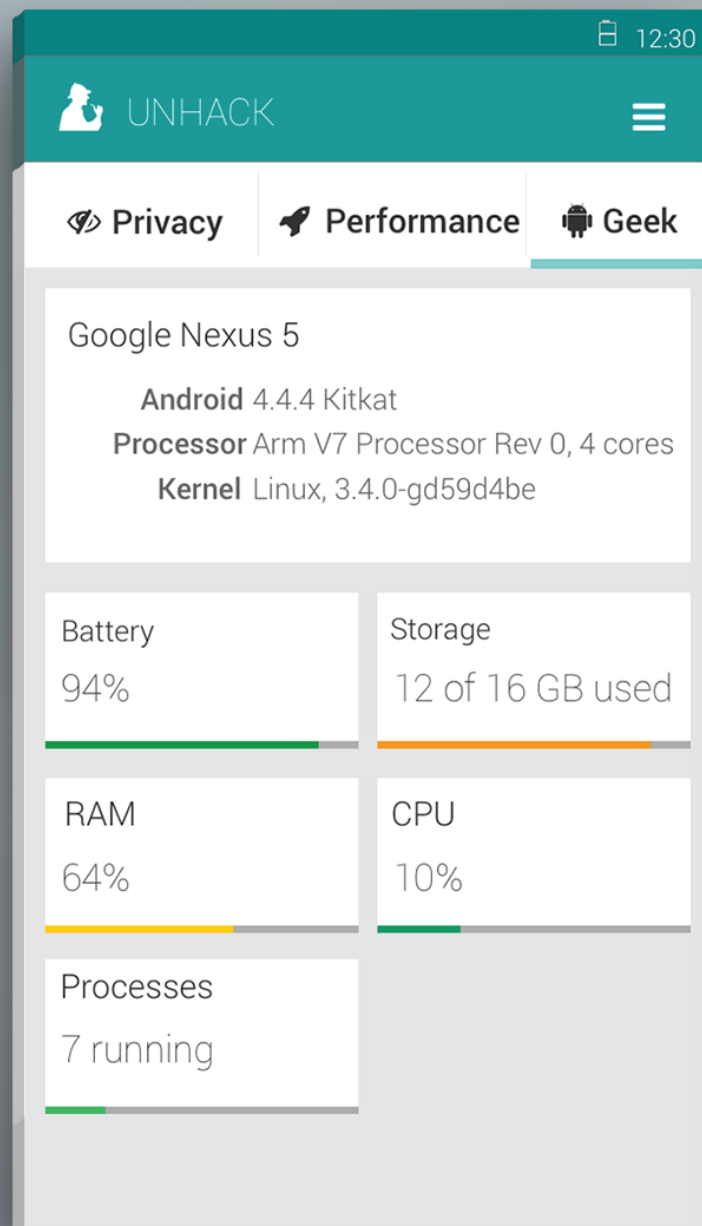 12:30
UNHACK
Privacy Performance Geek
Google Nexus 5
Android 4.4.4 Kitkat
Processor Arm V7 Processor Rev 0, 4 cores
Kernel Linux, 3.4.0-gd59d4be
Battery Storage
94% 12 of 16 GB used
RAM CPU
64% 10%
Processes
7 running